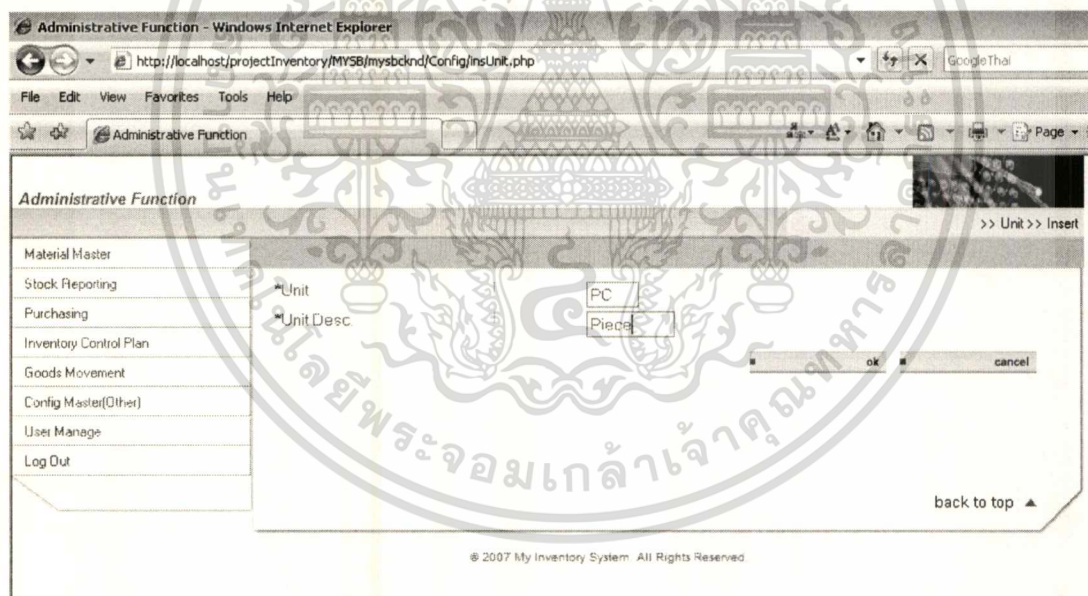 Administrative Function - Windows Internet Explorer
http://localhost/projectInventory/MYSB/mysbcknd/Config/insUnit.php
GoogleThai
File Edit View Favorites Tools Help
Administrative Function
Page
Administrative Function
>> Unit >> Insert
Material Master
Stock Reporting
Purchasing
Inventory Control Plan
Goods Movement
Config Master(Other)
User Manage
Log Out
*Unit PC
*Unit Desc. Piece
ok cancel
back to top ▲
© 2007 My Inventory System. All Rights Reserved.